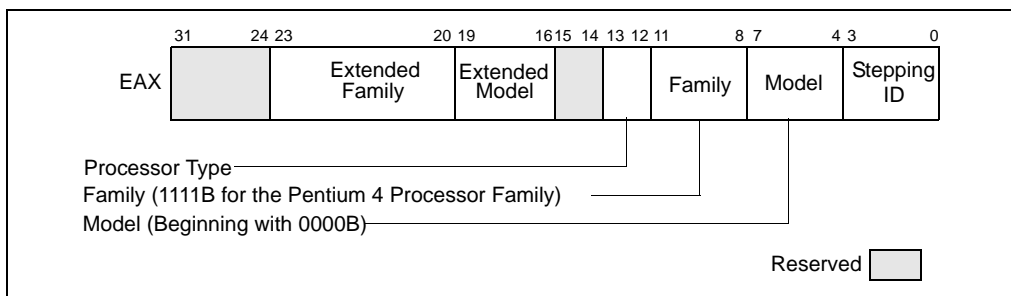 31 24 23 20 19 1615 14 13 12 11 8 7 4 3 0
EAX
Extended
Family
Extended
Model
Family
Model
Stepping
ID
Processor Type
Family (1111B for the Pentium 4 Processor Family)
Model (Beginning with 0000B)
Reserved